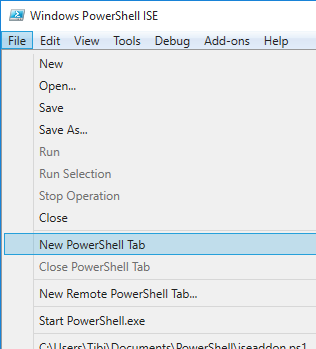 Windows PowerShell ISE
File Edit View Tools Debug Add-ons Help
New
Open...
Save
Save As...
Run
Run Selection
Stop Operation
Close
New PowerShell Tab
Close PowerShell Tab
New Remote PowerShell Tab...
Start PowerShell.exe
C:\Users\Tibi\Documents\PowerShell\iseaddon.ps1